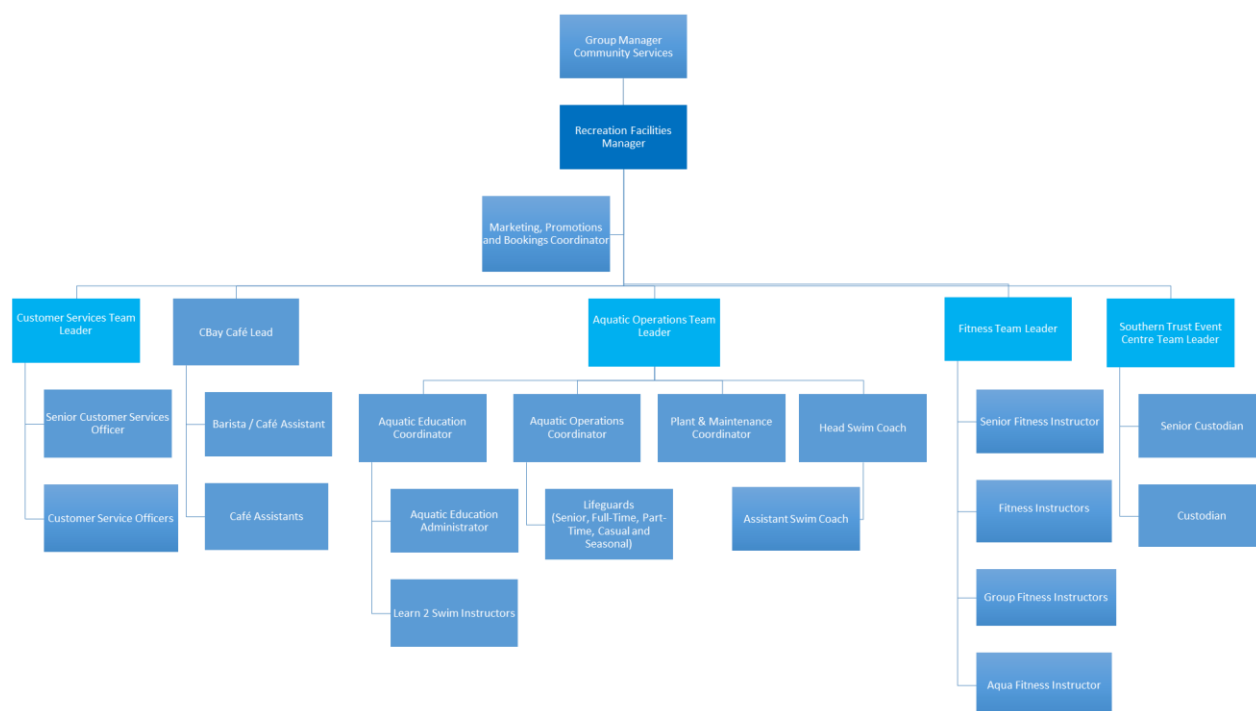 Group Manager
Community Services
Recreation Facilities
Manager
Marketing, Promotions
and Bookings Coordinator
Customer Services Team
Leader
CBay Café Lead
Aquatic Operations Team
Leader
Fitness Team Leader
Southern Trust Event
Centre Team Leader
Senior Customer Services
Officer
Barista / Café Assistant
Aquatic Education
Coordinator
Aquatic Operations
Coordinator
Plant & Maintenance
Coordinator
Head Swim Coach
Senior Fitness Instructor
Senior Custodian
Customer Service Officers
Café Assistants
Aquatic Education
Administrator
Lifeguards
(Senior, Full-Time, Part-
Time, Casual and
Seasonal)
Assistant Swim Coach
Fitness Instructors
Custodian
Learn 2 Swim Instructors
Group Fitness Instructors
Aqua Fitness Instructor